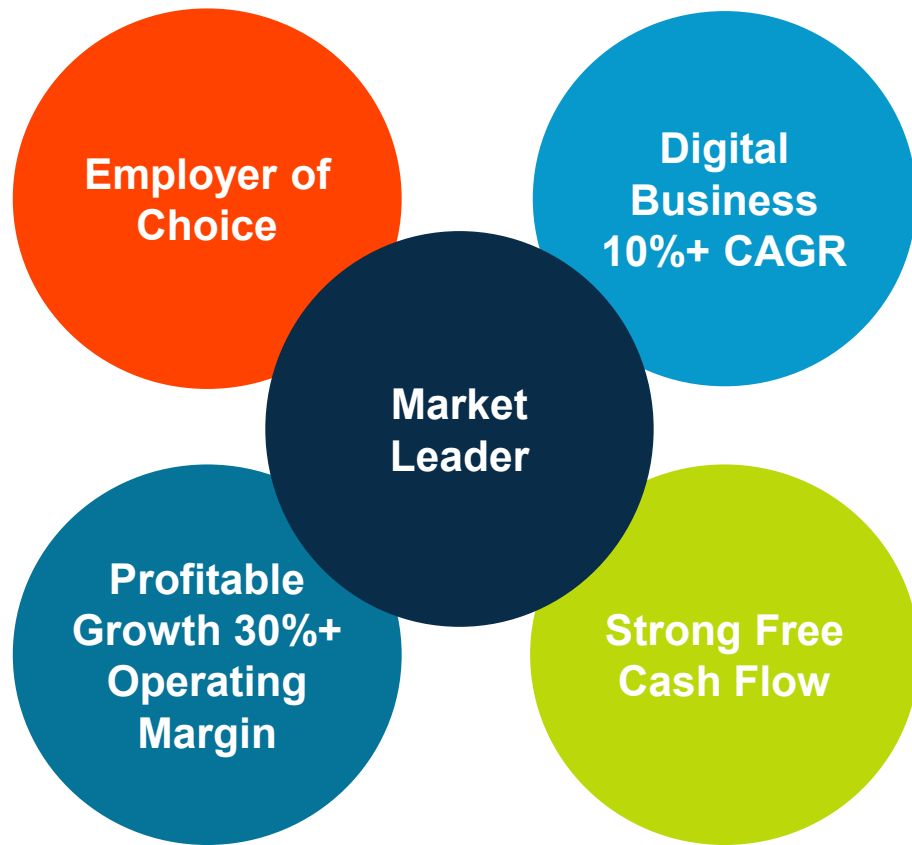 Employer of
Choice
Digital
Business
10%+ CAGR
Market
Leader
Profitable
Growth 30%+
Operating
Margin
Strong Free
Cash Flow